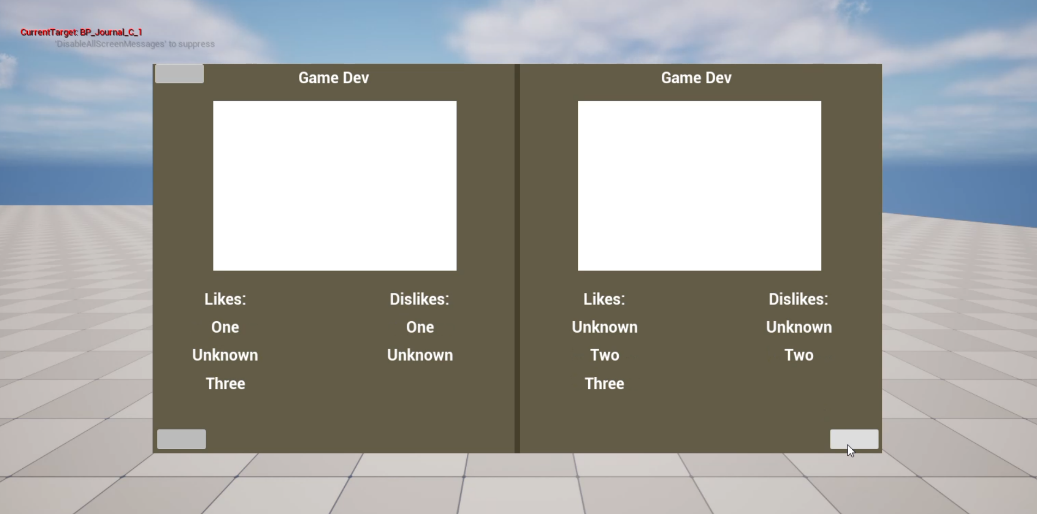 CurrentTarget: BP_Journal_C_1
'DisableAllScreenMessages' to suppress
Game Dev
Likes:
Dislikes:
One
One
Unknown
Unknown
Three
Game Dev
Likes:
Dislikes:
Unknown
Unknown
Two
Two
Three